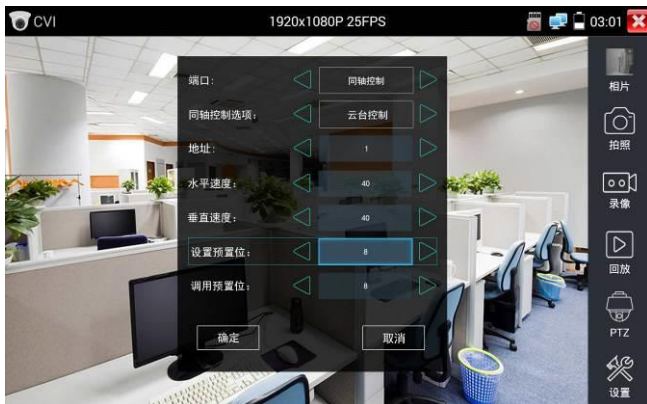 CVI 1920x1080P 25FPS 03:01
端口： 同轴控制
同轴控制选项： 云台控制
地址： 1
水平速度： 40
垂直速度： 40
设置预置位： 8
调用预置位： 8
确定 取消
相片
拍照
录像
回放
PTZ
设置